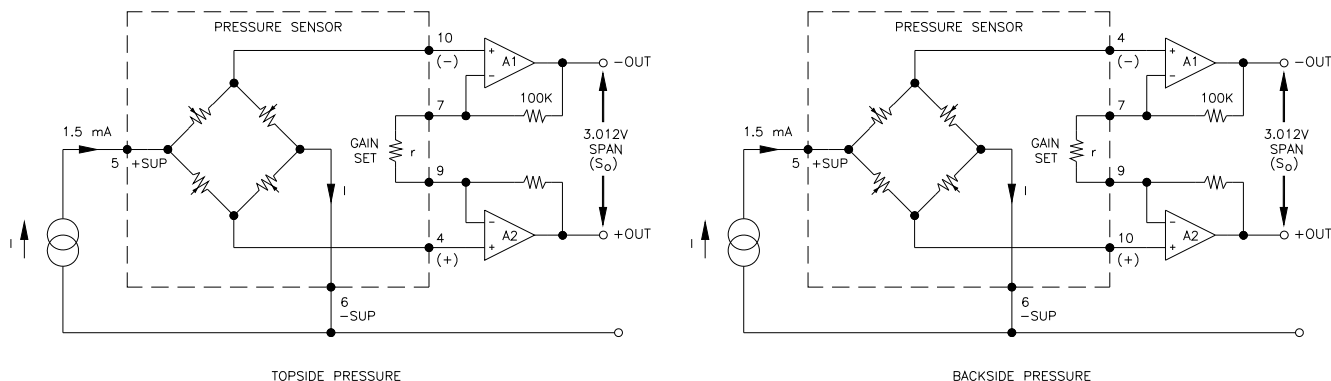 PRESSURE SENSOR
10
(-)
+
A1
-
-OUT
7
100K
1.5 mA
5
+SUP
GAIN
SET
r
3.012V
SPAN
(So)
I
I
9
-
A2
+
+OUT
4
(+)
6
-SUP
TOPSIDE PRESSURE
PRESSURE SENSOR
4
(-)
+
A1
-
-OUT
7
100K
1.5 mA
5
+SUP
GAIN
SET
r
3.012V
SPAN
(So)
I
I
9
-
A2
+
+OUT
10
(+)
6
-SUP
BACKSIDE PRESSURE